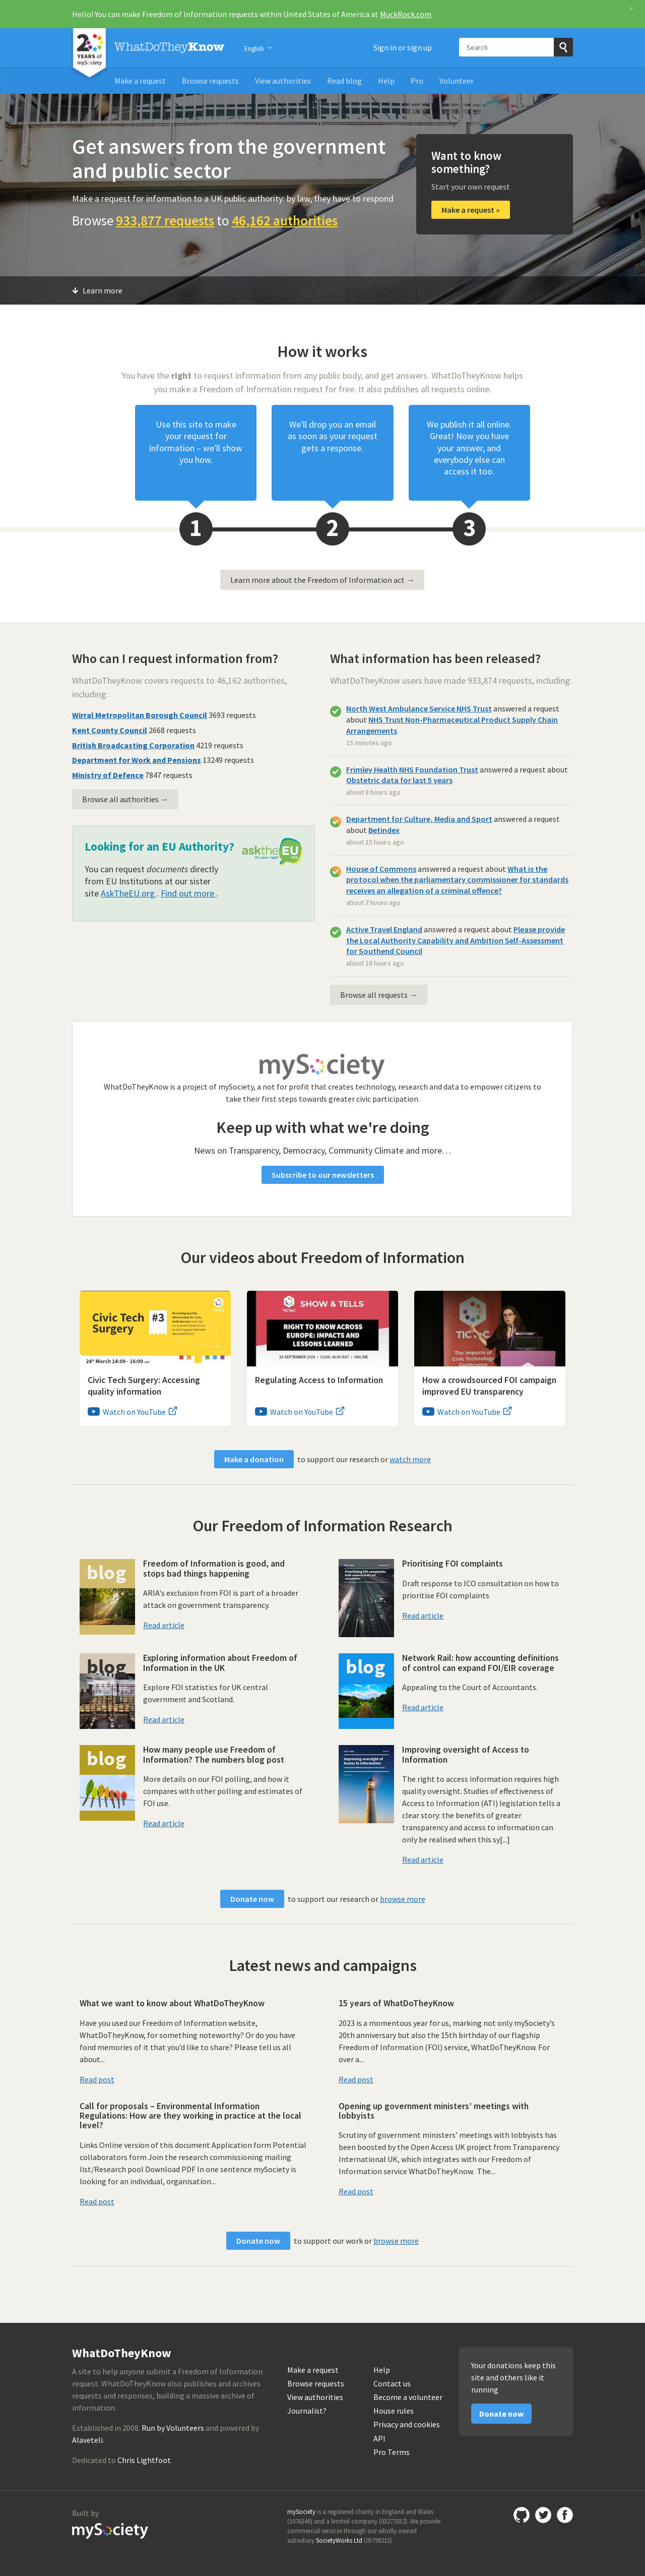 Hello! You can make Freedom of Information requests within United States of America at MuckRock.com
×
20
YEARS of
mySociety
WhatDoTheyKnow
English
Sign in or sign up
Search
Make a request
Browse requests
View authorities
Read blog
Help
Pro
Volunteer
Get answers from the government
and public sector
Make a request for information to a UK public authority: by law, they have to respond
Browse 933,877 requests to 46,162 authorities
Want to know
something?
Start your own request
Make a request »
Learn more
How it works
You have the right to request information from any public body, and get answers. WhatDoTheyKnow helps
you make a Freedom of Information request for free. It also publishes all requests online.
Use this site to make
your request for
information – we'll show
you how.
We'll drop you an email
as soon as your request
gets a response.
We publish it all online.
Great! Now you have
your answer, and
everybody else can
access it too.
1
2
3
Learn more about the Freedom of Information act →
Who can I request information from?
WhatDoTheyKnow covers requests to 46,162 authorities,
including:
Wirral Metropolitan Borough Council 3693 requests
Kent County Council 2668 requests
British Broadcasting Corporation 4219 requests
Department for Work and Pensions 13249 requests
Ministry of Defence 7847 requests
Browse all authorities →
Looking for an EU Authority?
asktheEU
it's your right
You can request documents directly
from EU Institutions at our sister
site AskTheEU.org . Find out more .
What information has been released?
WhatDoTheyKnow users have made 933,874 requests, including:
North West Ambulance Service NHS Trust answered a request
about NHS Trust Non-Pharmaceutical Product Supply Chain
Arrangements
15 minutes ago
Frimley Health NHS Foundation Trust answered a request about
Obstetric data for last 5 years
about 8 hours ago
Department for Culture, Media and Sport answered a request
about Betindex
about 15 hours ago
House of Commons answered a request about What is the
protocol when the parliamentary commissioner for standards
receives an allegation of a criminal offence?
about 7 hours ago
Active Travel England answered a request about Please provide
the Local Authority Capability and Ambition Self-Assessment
for Southend Council
about 16 hours ago
Browse all requests →
mySociety
WhatDoTheyKnow is a project of mySociety, a not for profit that creates technology, research and data to empower citizens to
take their first steps towards greater civic participation.
Keep up with what we're doing
News on Transparency, Democracy, Community Climate and more…
Subscribe to our newsletters
Our videos about Freedom of Information
Civic Tech
Surgery
#3
24th March 14:00 - 16:00
Civic Tech Surgery: Accessing
quality information
Watch on YouTube
TICTeC
SHOW & TELLS
RIGHT TO KNOW ACROSS
EUROPE: IMPACTS AND
LESSONS LEARNED
Regulating Access to Information
Watch on YouTube
TICTeC
The Impacts of
Civic Technology
How a crowdsourced FOI campaign
improved EU transparency
Watch on YouTube
Make a donation to support our research or watch more
Our Freedom of Information Research
blog
Freedom of Information is good, and
stops bad things happening
ARIA's exclusion from FOI is part of a broader
attack on government transparency.
Read article
Prioritising FOI complaints
Prioritising FOI complaints
Draft response to ICO consultation on how to
prioritise FOI complaints
Read article
blog
Exploring information about Freedom of
Information in the UK
Explore FOI statistics for UK central
government and Scotland.
Read article
blog
Network Rail: how accounting definitions
of control can expand FOI/EIR coverage
Appealing to the Court of Accountants.
Read article
blog
How many people use Freedom of
Information? The numbers blog post
More details on our FOI polling, and how it
compares with other polling and estimates of
FOI use.
Read article
Improving oversight of
Access to Information
Improving oversight of Access to
Information
The right to access information requires high
quality oversight. Studies of effectiveness of
Access to Information (ATI) legislation tells a
clear story: the benefits of greater
transparency and access to information can
only be realised when this sy[...]
Read article
Donate now to support our research or browse more
Latest news and campaigns
What we want to know about WhatDoTheyKnow
Have you used our Freedom of Information website,
WhatDoTheyKnow, for something noteworthy? Or do you have
fond memories of it that you'd like to share? Please tell us all
about...
Read post
15 years of WhatDoTheyKnow
2023 is a momentous year for us, marking not only mySociety's
20th anniversary but also the 15th birthday of our flagship
Freedom of Information (FOI) service, WhatDoTheyKnow. For
over a...
Read post
Call for proposals – Environmental Information
Regulations: How are they working in practice at the local
level?
Links Online version of this document Application form Potential
collaborators form Join the research commissioning mailing
list/Research pool Download PDF In one sentence mySociety is
looking for an individual, organisation...
Read post
Opening up government ministers' meetings with
lobbyists
Scrutiny of government ministers' meetings with lobbyists has
been boosted by the Open Access UK project from Transparency
International UK, which integrates with our Freedom of
Information service WhatDoTheyKnow. The...
Read post
Donate now to support our work or browse more
WhatDoTheyKnow
A site to help anyone submit a Freedom of Information
request. WhatDoTheyKnow also publishes and archives
requests and responses, building a massive archive of
information.
Established in 2008. Run by Volunteers and powered by
Alaveteli.
Dedicated to Chris Lightfoot.
Make a request
Browse requests
View authorities
Journalist?
Help
Contact us
Become a volunteer
House rules
Privacy and cookies
API
Pro Terms
Your donations keep this
site and others like it
running
Donate now
Built by
mySociety
mySociety is a registered charity in England and Wales
(1076346) and a limited company (03277032). We provide
commercial services through our wholly owned
subsidiary SocietyWorks Ltd (05798215).